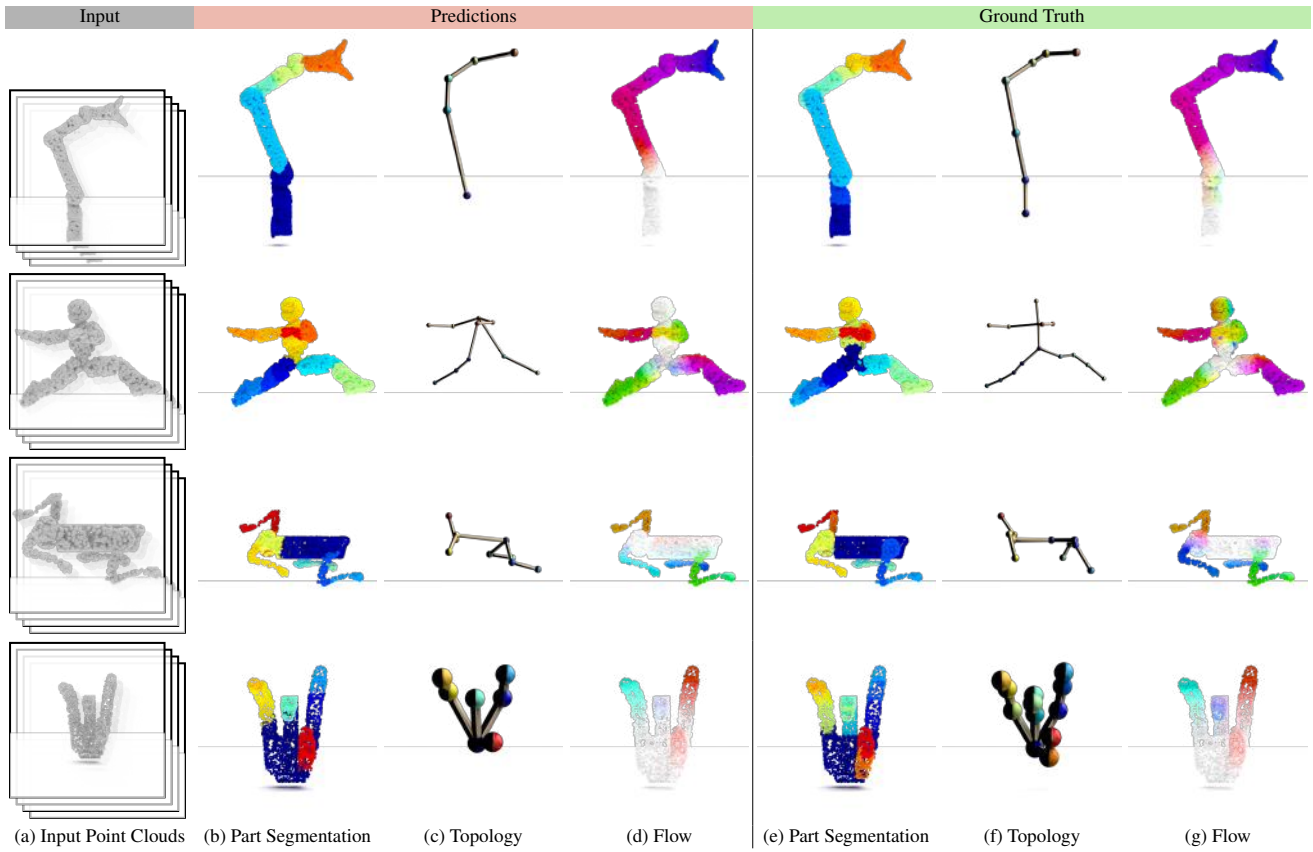 Input
Predictions
Ground Truth
(a) Input Point Clouds
(b) Part Segmentation
(c) Topology
(d) Flow
(e) Part Segmentation
(f) Topology
(g) Flow